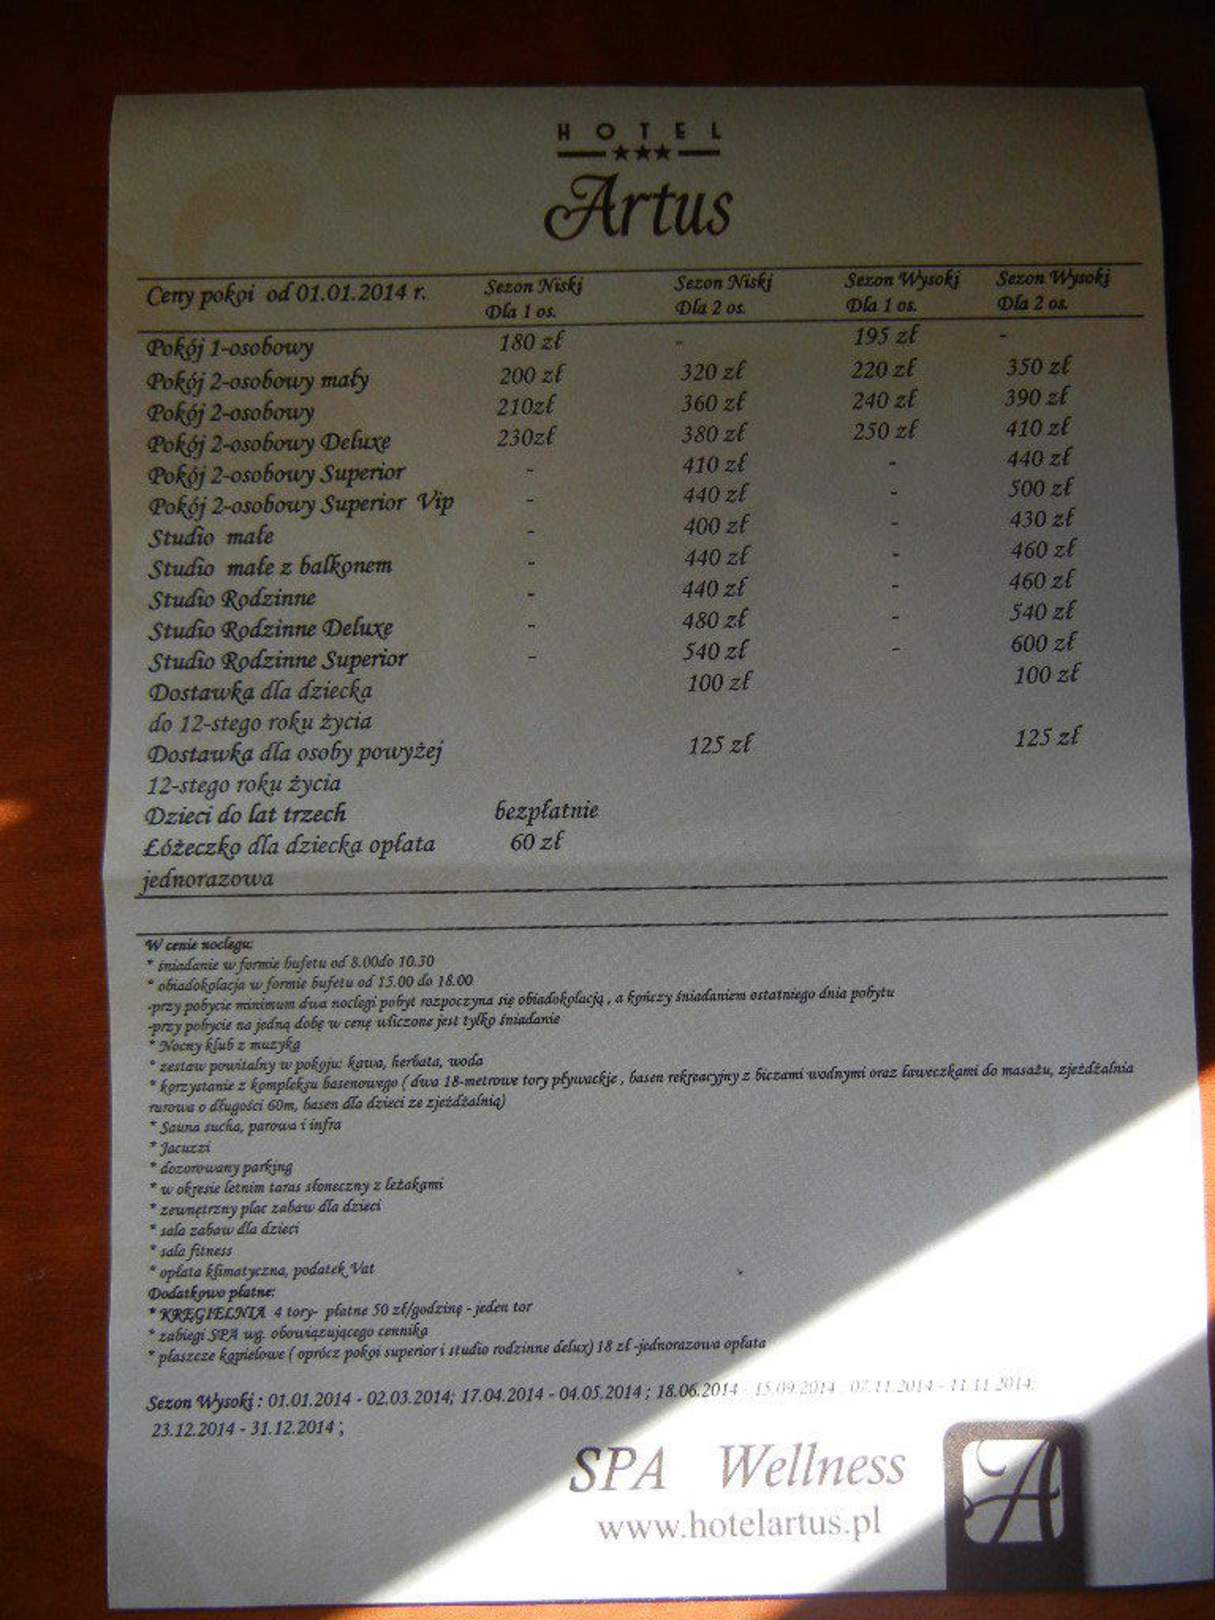 HOTEL
Artus
Ceny pokoi od 01.01.2014 r. Sezon Niski Dla 1 os. Sezon Niski Dla 2 os. Sezon Wysoki Dla 1 os. Sezon Wysoki Dla 2 os.
Pokój 1-osobowy 180 zł - 195 zł -
Pokój 2-osobowy mały 200 zł 320 zł 220 zł 350 zł
Pokój 2-osobowy 210zł 360 zł 240 zł 390 zł
Pokój 2-osobowy Deluxe 230zł 380 zł 250 zł 410 zł
Pokój 2-osobowy Superior - 410 zł - 440 zł
Pokój 2-osobowy Superior Vip - 440 zł - 500 zł
Studio małe - 400 zł - 430 zł
Studio małe z balkonem - 440 zł - 460 zł
Studio Rodzinne - 440 zł - 460 zł
Studio Rodzinne Deluxe - 480 zł - 540 zł
Studio Rodzinne Superior - 540 zł - 600 zł
Dostawka dla dziecka 100 zł 100 zł
do 12-stego roku życia
Dostawka dla osoby powyżej 125 zł 125 zł
12-stego roku życia
Dzieci do lat trzech bezpłatnie
Łóżeczko dla dziecka opłata 60 zł
jednorazowa
W cenie noclegu:
* śniadanie w formie bufetu od 8.00do 10.30
* obiadokolacja w formie bufetu od 15.00 do 18.00
-przy pobycie minimum dwa noclegi pobyt rozpoczyna się obiadokolacją , a kończy śniadaniem ostatniego dnia pobytu
-przy pobycie na jedną dobę w cenę wliczone jest tylko śniadanie
* Nocny klub z muzyką
* zestaw powitalny w pokoju: kawa, herbata, woda
* korzystanie z kompleksu basenowego ( dwa 18-metrowe tory pływackie , basen rekreacyjny z biczami wodnymi oraz ławeczkami do masażu, zjeżdżalnia
rurowa o długości 60m, basen dla dzieci ze zjeżdżalnią)
* Sauna sucha, parowa i infra
* Jacuzzi
* dozorowany parking
* w okresie letnim taras słoneczny z leżakami
* zewnętrzny plac zabaw dla dzieci
* sala zabaw dla dzieci
* sala fitness
* opłata klimatyczna, podatek Vat
Dodatkowo płatne:
* KRĘGIELNIA 4 tory- płatne 50 zł/godzinę - jeden tor
* zabiegi SPA wg. obowiązującego cennika
* płaszcze kąpielowe ( oprócz pokoi superior i studio rodzinne delux) 18 zł -jednorazowa opłata
Sezon Wysoki : 01.01.2014 - 02.03.2014; 17.04.2014 - 04.05.2014 ; 18.06.2014 - 15.09.2014 , 07.11.2014 - 11.11.2014;
23.12.2014 - 31.12.2014 ;
SPA Wellness
www.hotelartus.pl
A